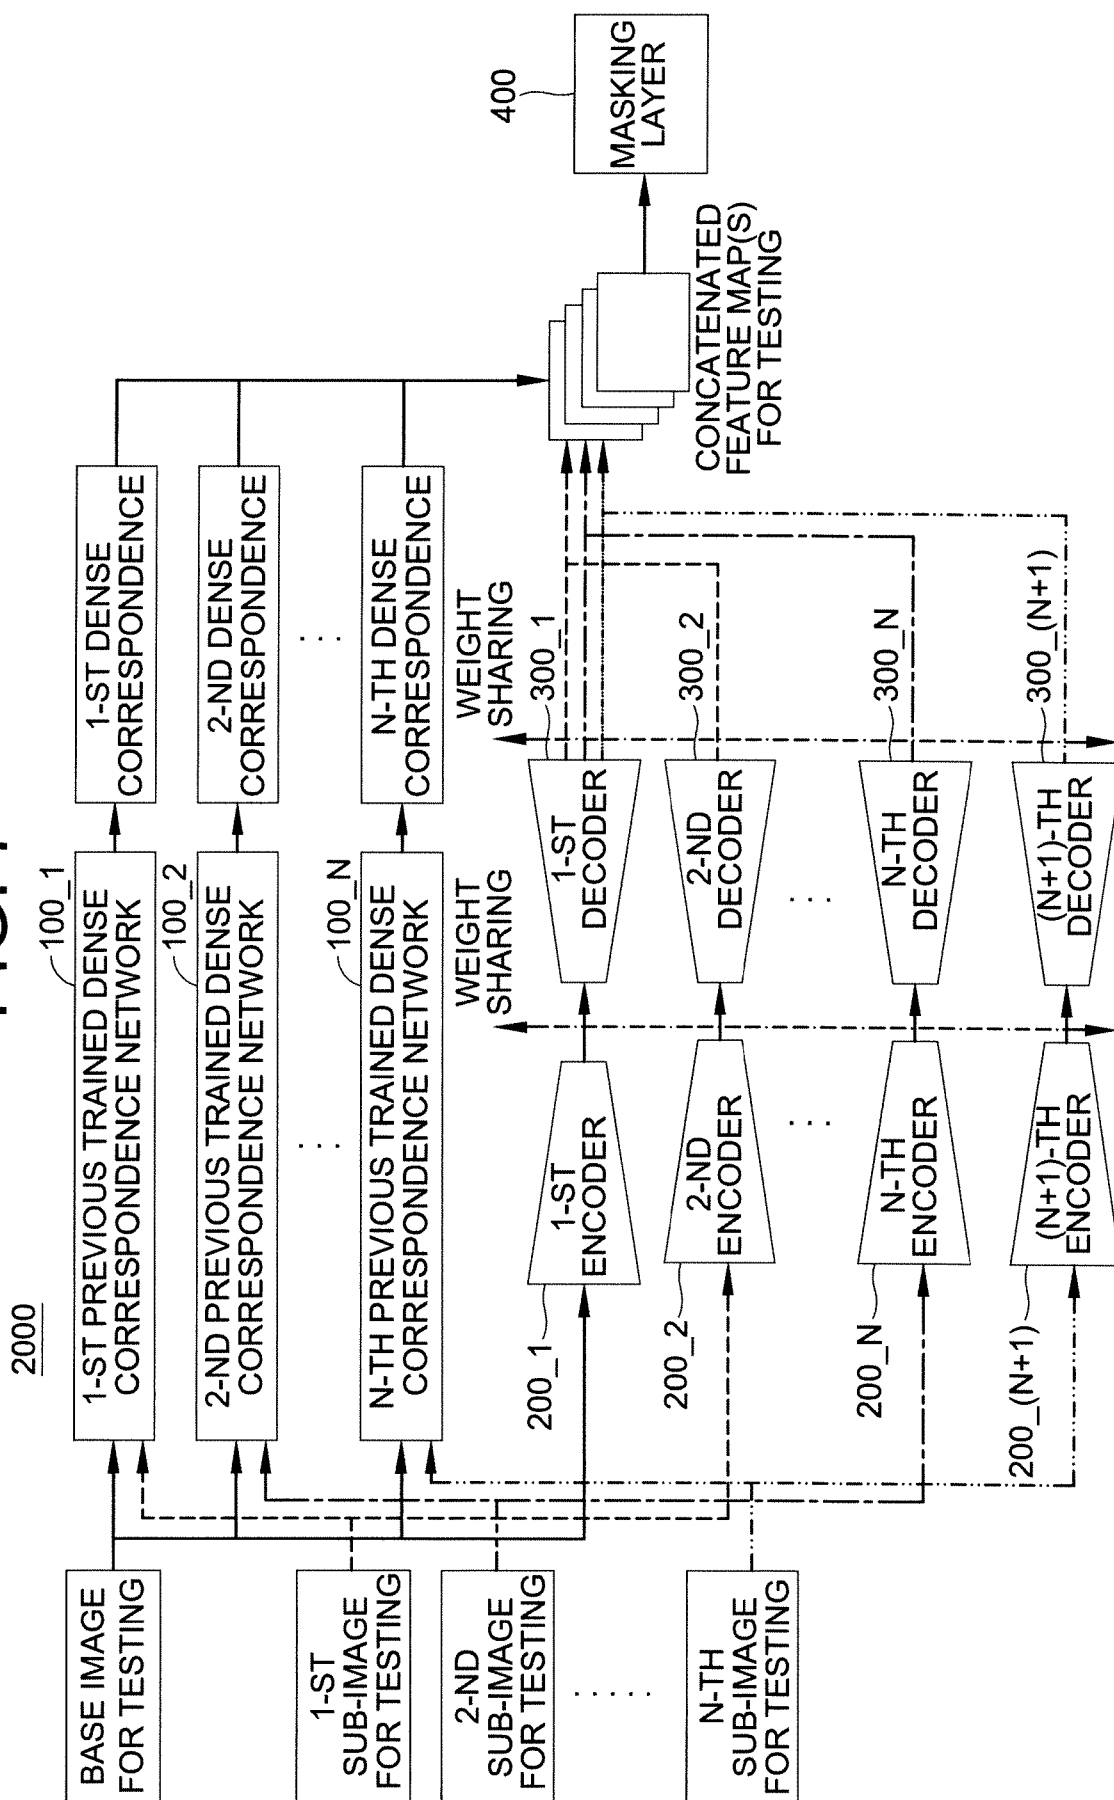 2000
BASE IMAGE
FOR TESTING
1-ST
SUB-IMAGE
FOR TESTING
2-ND
SUB-IMAGE
FOR TESTING
. . . . .
N-TH
SUB-IMAGE
FOR TESTING
100_1
1-ST PREVIOUS TRAINED DENSE
CORRESPONDENCE NETWORK
100_2
2-ND PREVIOUS TRAINED DENSE
CORRESPONDENCE NETWORK
. . .
100_N
N-TH PREVIOUS TRAINED DENSE
CORRESPONDENCE NETWORK
1-ST DENSE
CORRESPONDENCE
2-ND DENSE
CORRESPONDENCE
. . .
N-TH DENSE
CORRESPONDENCE
WEIGHT
SHARING
WEIGHT
SHARING
200_1
1-ST
ENCODER
200_2
2-ND
ENCODER
. . .
200_N
N-TH
ENCODER
200_(N+1)
(N+1)-TH
ENCODER
300_1
1-ST
DECODER
300_2
2-ND
DECODER
. . .
300_N
N-TH
DECODER
300_(N+1)
(N+1)-TH
DECODER
CONCATENATED
FEATURE MAP(S)
FOR TESTING
400
MASKING
LAYER